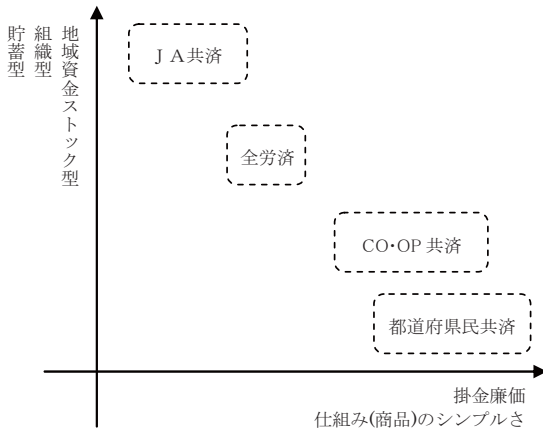 地域資金ストック型
組織型
貯蓄型
ＪＡ共済
全労済
CO･OP 共済
都道府県民共済
掛金廉価
仕組み(商品)のシンプルさ